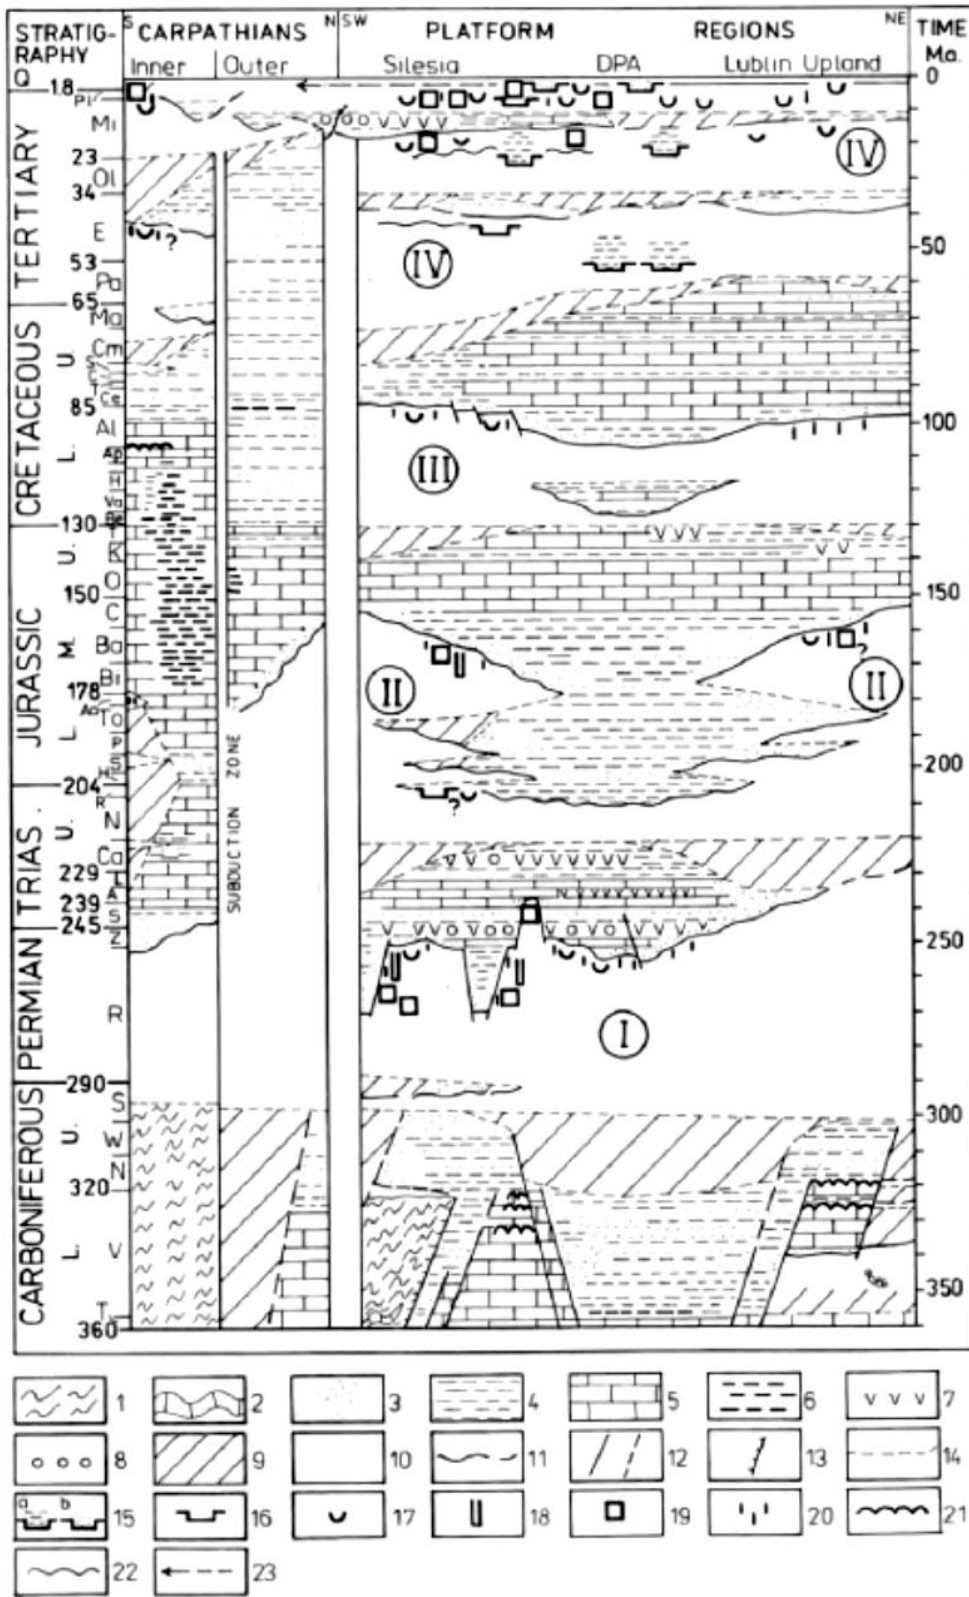 STRATIG-
RAPHY
S CARPATHIANS N
SW PLATFORM REGIONS NE
TIME
Ma.
Inner Outer
Silesia DPA Lublin Upland
Q
1.8
Pl
Mi
23
Ol
34
E
53
Pa
65
Ma
Cm
Cs
85
Al
Ap
H
Va
130
K
O
150
C
Ba
Bi
178
To
P
H
204
R
N
Ca
229
A
239
S
245
Z
R
290
S
W
N
320
V
T
360
TERTIARY
CRETACEOUS
U.
L.
JURASSIC
U.
M.
L.
TRIAS.
U.
PERMIAN
CARBONIFEROUS
U.
L.
SUBDUCTION ZONE
?
IV
IV
III
II
II
?
?
I
0
50
100
150
200
250
300
350
1 2 3 4 5 6 7
8 9 10 11 12 13 14
a b 15 16 17 18 19 20 21
22 23